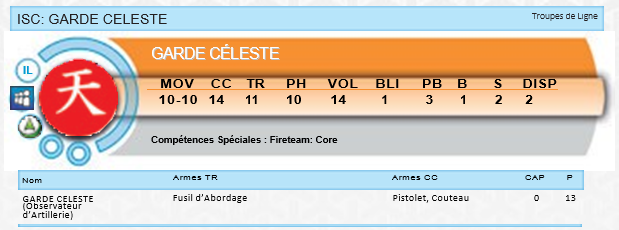 ISC: GARDE CELESTE
Troupes de Ligne
GARDE CÉLESTE
IL
天
MOV CC TR PH VOL BLI PB B S DISP
10-10 14 11 10 14 1 3 1 2 2
Compétences Spéciales : Fireteam: Core
Nom Armes TR Armes CC CAP P
GARDE CELESTE Fusil d’Abordage Pistolet, Couteau 0 13
(Observateur
d’Artillerie)